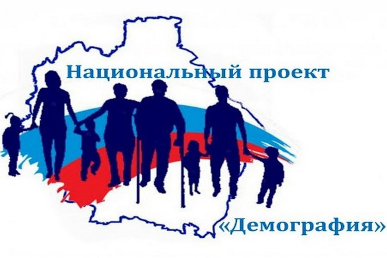 Национальный проект
«Демография»